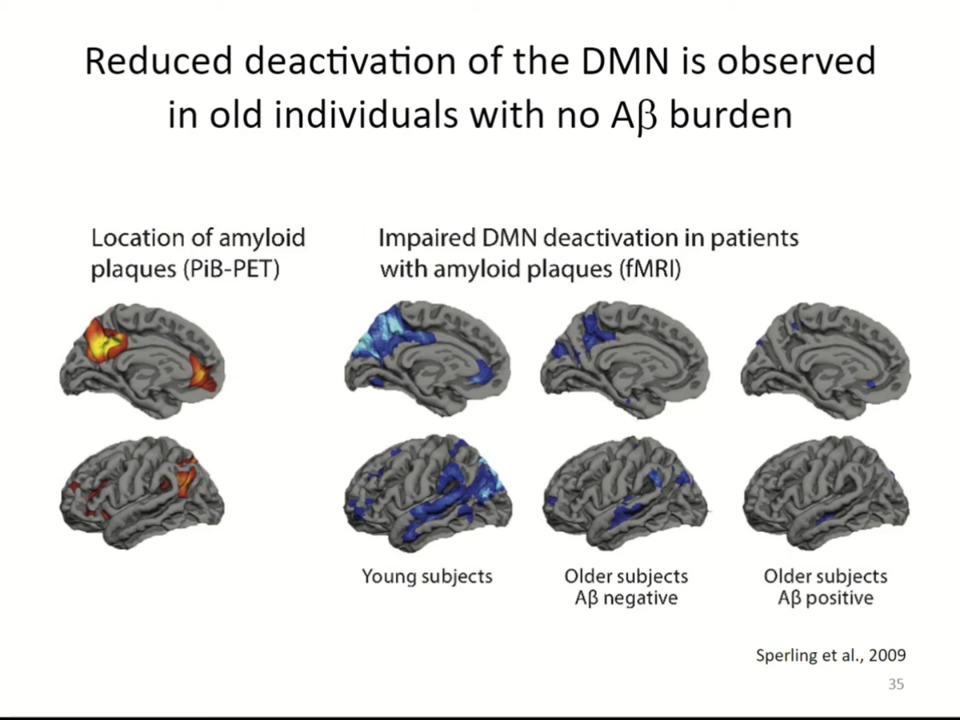 Reduced deactivation of the DMN is observed
in old individuals with no Aβ burden
Location of amyloid
plaques (PiB-PET)
Impaired DMN deactivation in patients
with amyloid plaques (fMRI)
Young subjects
Older subjects
Aβ negative
Older subjects
Aβ positive
Sperling et al., 2009
35